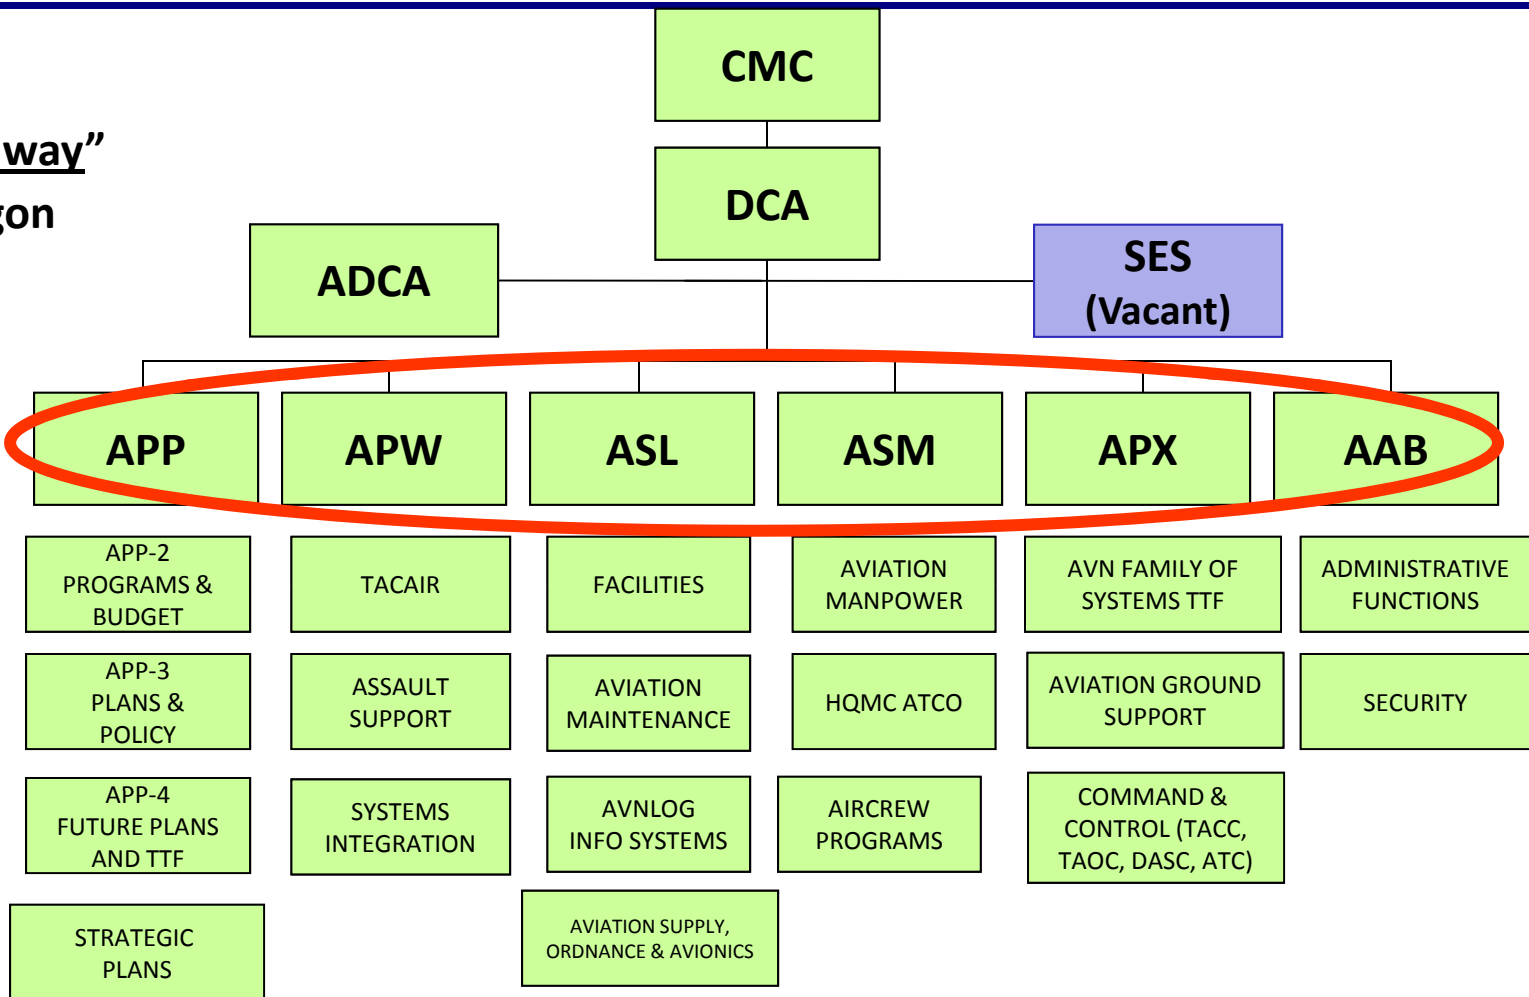 CMC
way”
gon
DCA
ADCA
SES
(Vacant)
APP
APW
ASL
ASM
APX
AAB
APP-2
PROGRAMS &
BUDGET
TACAIR
FACILITIES
AVIATION
MANPOWER
AVN FAMILY OF
SYSTEMS TTF
ADMINISTRATIVE
FUNCTIONS
APP-3
PLANS &
POLICY
ASSAULT
SUPPORT
AVIATION
MAINTENANCE
HQMC ATCO
AVIATION GROUND
SUPPORT
SECURITY
APP-4
FUTURE PLANS
AND TTF
SYSTEMS
INTEGRATION
AVNLOG
INFO SYSTEMS
AIRCREW
PROGRAMS
COMMAND &
CONTROL (TACC,
TAOC, DASC, ATC)
STRATEGIC
PLANS
AVIATION SUPPLY,
ORDNANCE & AVIONICS